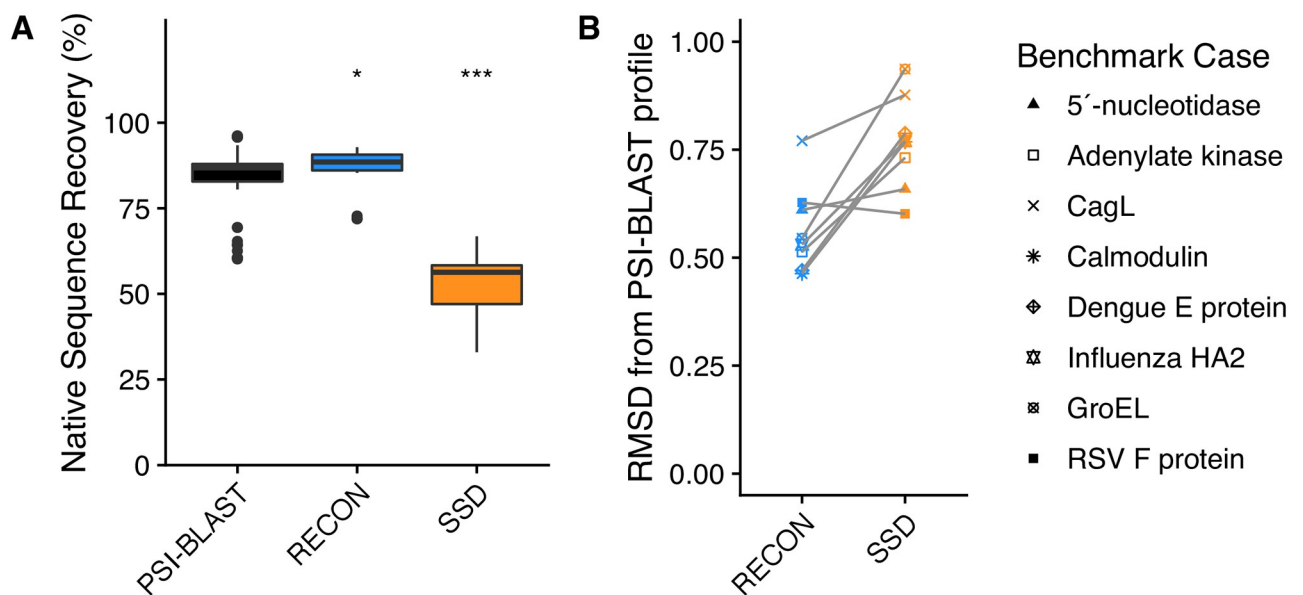 A
Native Sequence Recovery (%)
*
***
100
75
50
25
0
PSI-BLAST
RECON
SSD
B
RMSD from PSI-BLAST profile
1.00
0.75
0.50
0.25
0.00
RECON
SSD
Benchmark Case
5´-nucleotidase
Adenylate kinase
CagL
Calmodulin
Dengue E protein
Influenza HA2
GroEL
RSV F protein